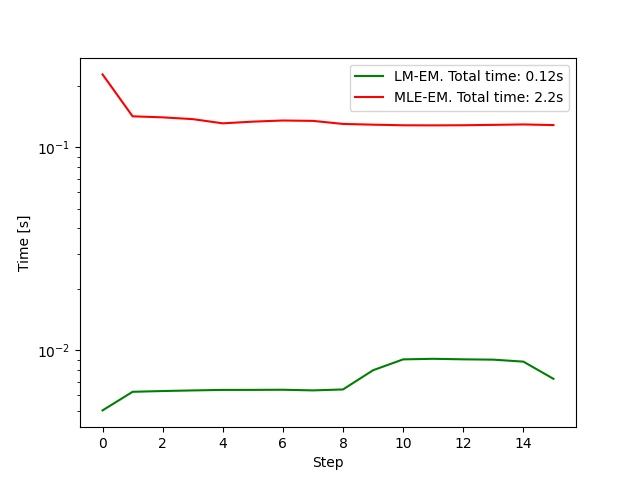 LM-EM. Total time: 0.12s
MLE-EM. Total time: 2.2s
10⁻¹
Time [s]
10⁻²
0 2 4 6 8 10 12 14
Step